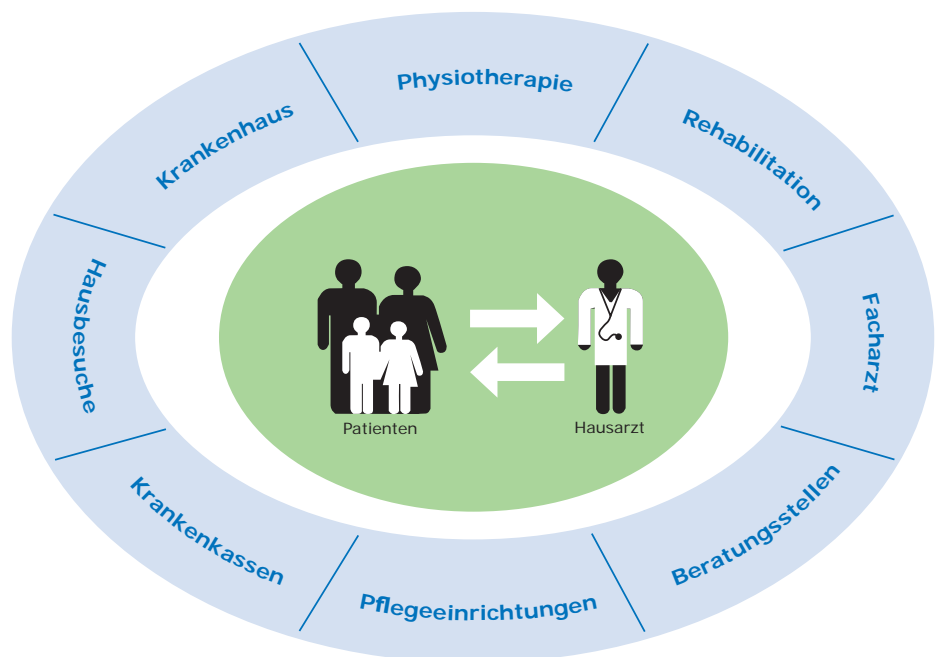 Physiotherapie
Rehabilitation
Facharzt
Beratungsstellen
Pflegeeinrichtungen
Krankenkassen
Hausbesuche
Krankenhaus
Patienten
Hausarzt